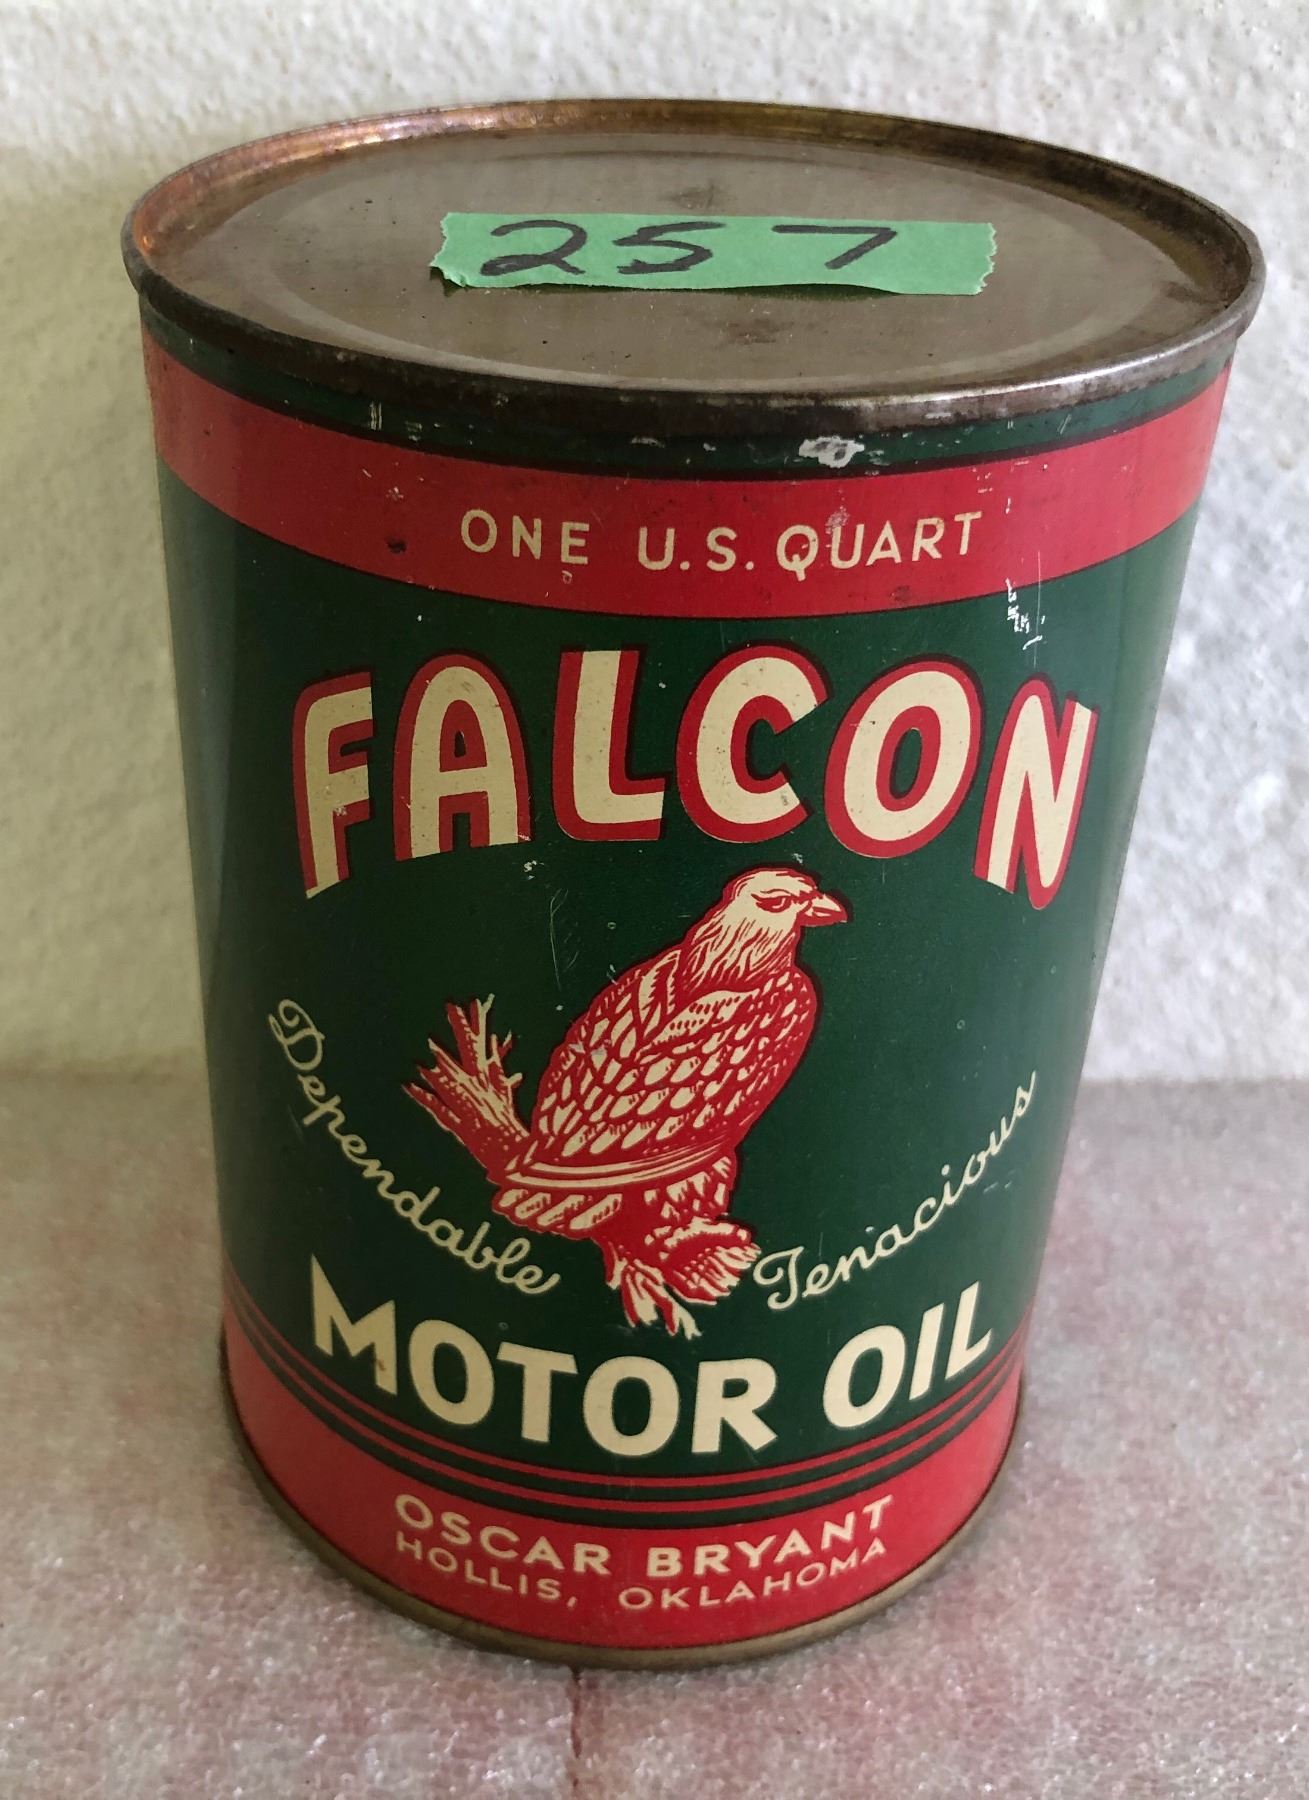 257
ONE U.S. QUART
FALCON
Dependable
Tenacious
MOTOR OIL
OSCAR BRYANT
HOLLIS, OKLAHOMA